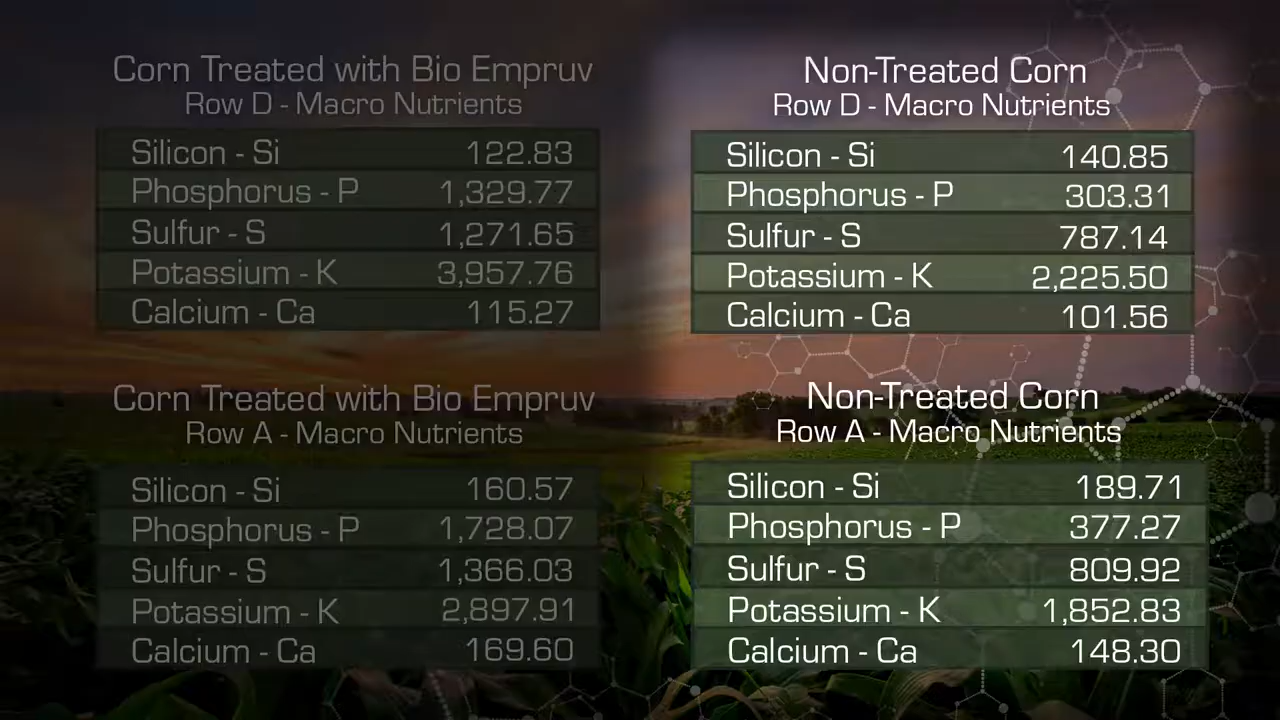 Corn Treated with Bio Empruv
Row D - Macro Nutrients
Silicon - Si 122.83
Phosphorus - P 1,329.77
Sulfur - S 1,271.65
Potassium - K 3,957.76
Calcium - Ca 115.27
Non-Treated Corn
Row D - Macro Nutrients
Silicon - Si 140.85
Phosphorus - P 303.31
Sulfur - S 787.14
Potassium - K 2,225.50
Calcium - Ca 101.56
Corn Treated with Bio Empruv
Row A - Macro Nutrients
Silicon - Si 160.57
Phosphorus - P 1,728.07
Sulfur - S 1,366.03
Potassium - K 2,897.91
Calcium - Ca 169.60
Non-Treated Corn
Row A - Macro Nutrients
Silicon - Si 189.71
Phosphorus - P 377.27
Sulfur - S 809.92
Potassium - K 1,852.83
Calcium - Ca 148.30